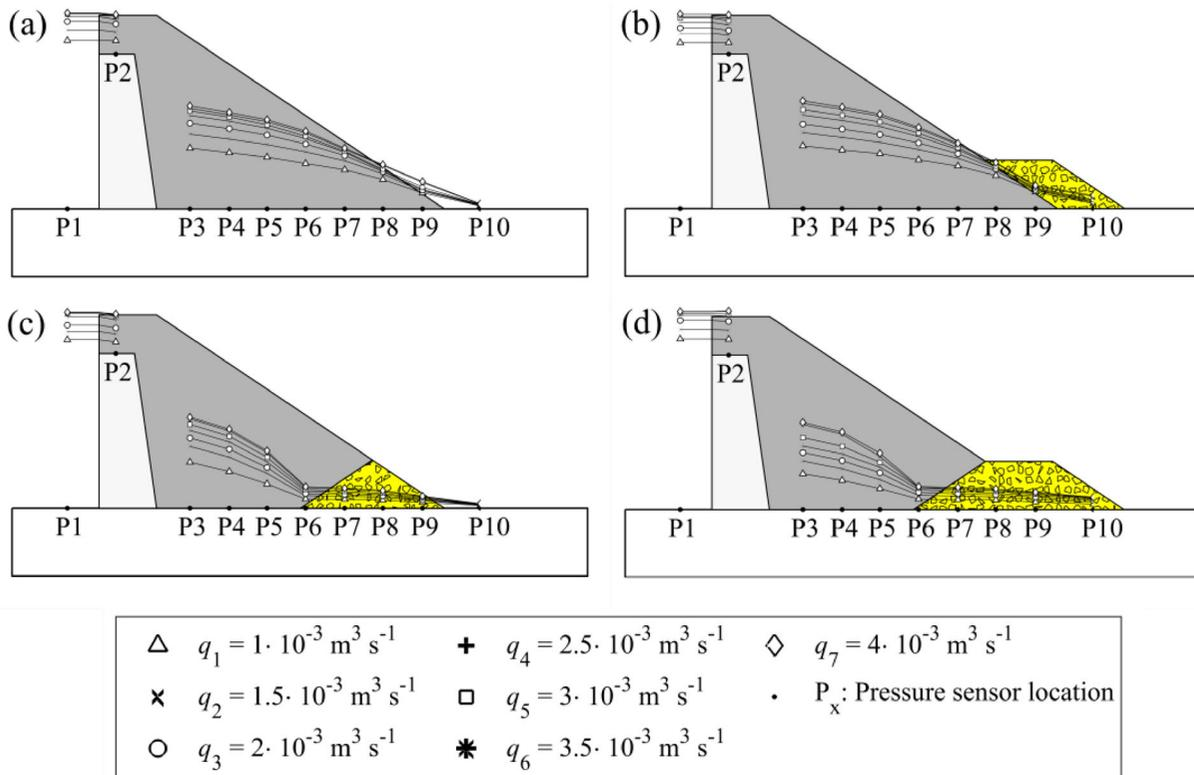 (a)
P2
P1 P3 P4 P5 P6 P7 P8 P9 P10
(b)
P2
P1 P3 P4 P5 P6 P7 P8 P9 P10
(c)
P2
P1 P3 P4 P5 P6 P7 P8 P9 P10
(d)
P2
P1 P3 P4 P5 P6 P7 P8 P9 P10
q₁ = 1· 10⁻³ m³ s⁻¹
q₂ = 1.5· 10⁻³ m³ s⁻¹
q₃ = 2· 10⁻³ m³ s⁻¹
q₄ = 2.5· 10⁻³ m³ s⁻¹
q₅ = 3· 10⁻³ m³ s⁻¹
q₆ = 3.5· 10⁻³ m³ s⁻¹
q₇ = 4· 10⁻³ m³ s⁻¹
Pₓ: Pressure sensor location